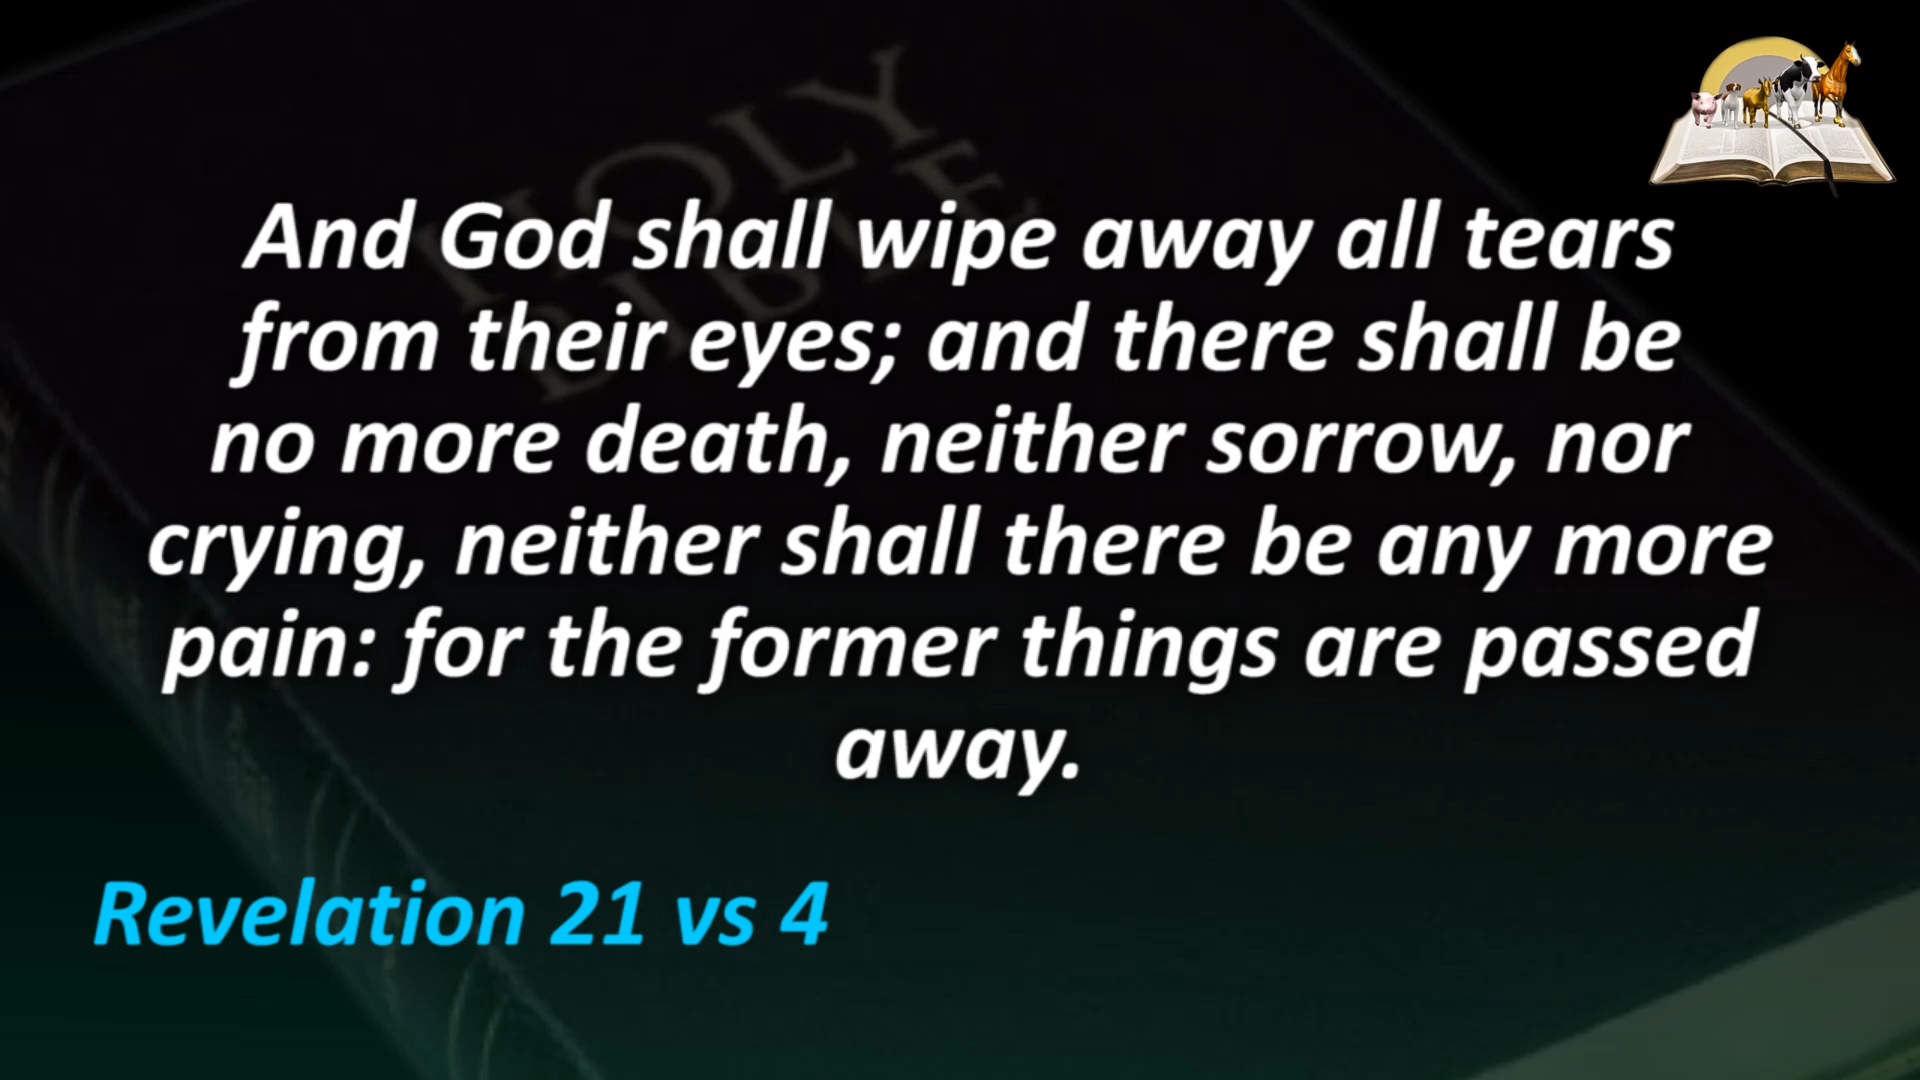 HOLY
BIBLE
And God shall wipe away all tears
from their eyes; and there shall be
no more death, neither sorrow, nor
crying, neither shall there be any more
pain: for the former things are passed
away.
Revelation 21 vs 4